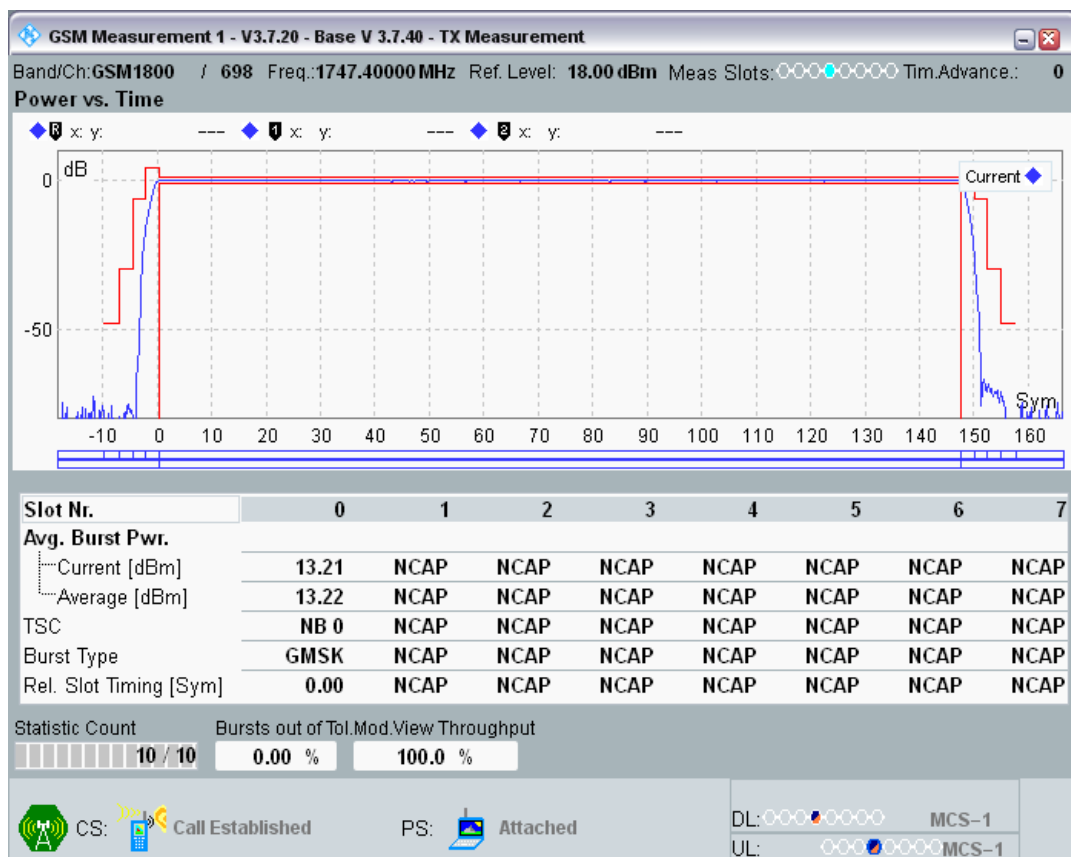 GSM Measurement 1 - V3.7.20 - Base V 3.7.40 - TX Measurement
Band/Ch:GSM1800 / 698 Freq.:1747.40000 MHz Ref. Level: 18.00 dBm Meas Slots: Tim.Advance.: 0
Power vs. Time
R x: y: --- 1 x: y: --- 2 x: y: ---
dB
Current
0
-50
Sym
-10 0 10 20 30 40 50 60 70 80 90 100 110 120 130 140 150 160
Slot Nr. 0 1 2 3 4 5 6 7
Avg. Burst Pwr.
Current [dBm] 13.21 NCAP NCAP NCAP NCAP NCAP NCAP NCAP
Average [dBm] 13.22 NCAP NCAP NCAP NCAP NCAP NCAP NCAP
TSC NB 0 NCAP NCAP NCAP NCAP NCAP NCAP NCAP
Burst Type GMSK NCAP NCAP NCAP NCAP NCAP NCAP NCAP
Rel. Slot Timing [Sym] 0.00 NCAP NCAP NCAP NCAP NCAP NCAP NCAP
Statistic Count Bursts out of Tol. Mod.View Throughput
10 / 10 0.00 % 100.0 %
CS: Call Established PS: Attached DL: MCS-1
UL: MCS-1